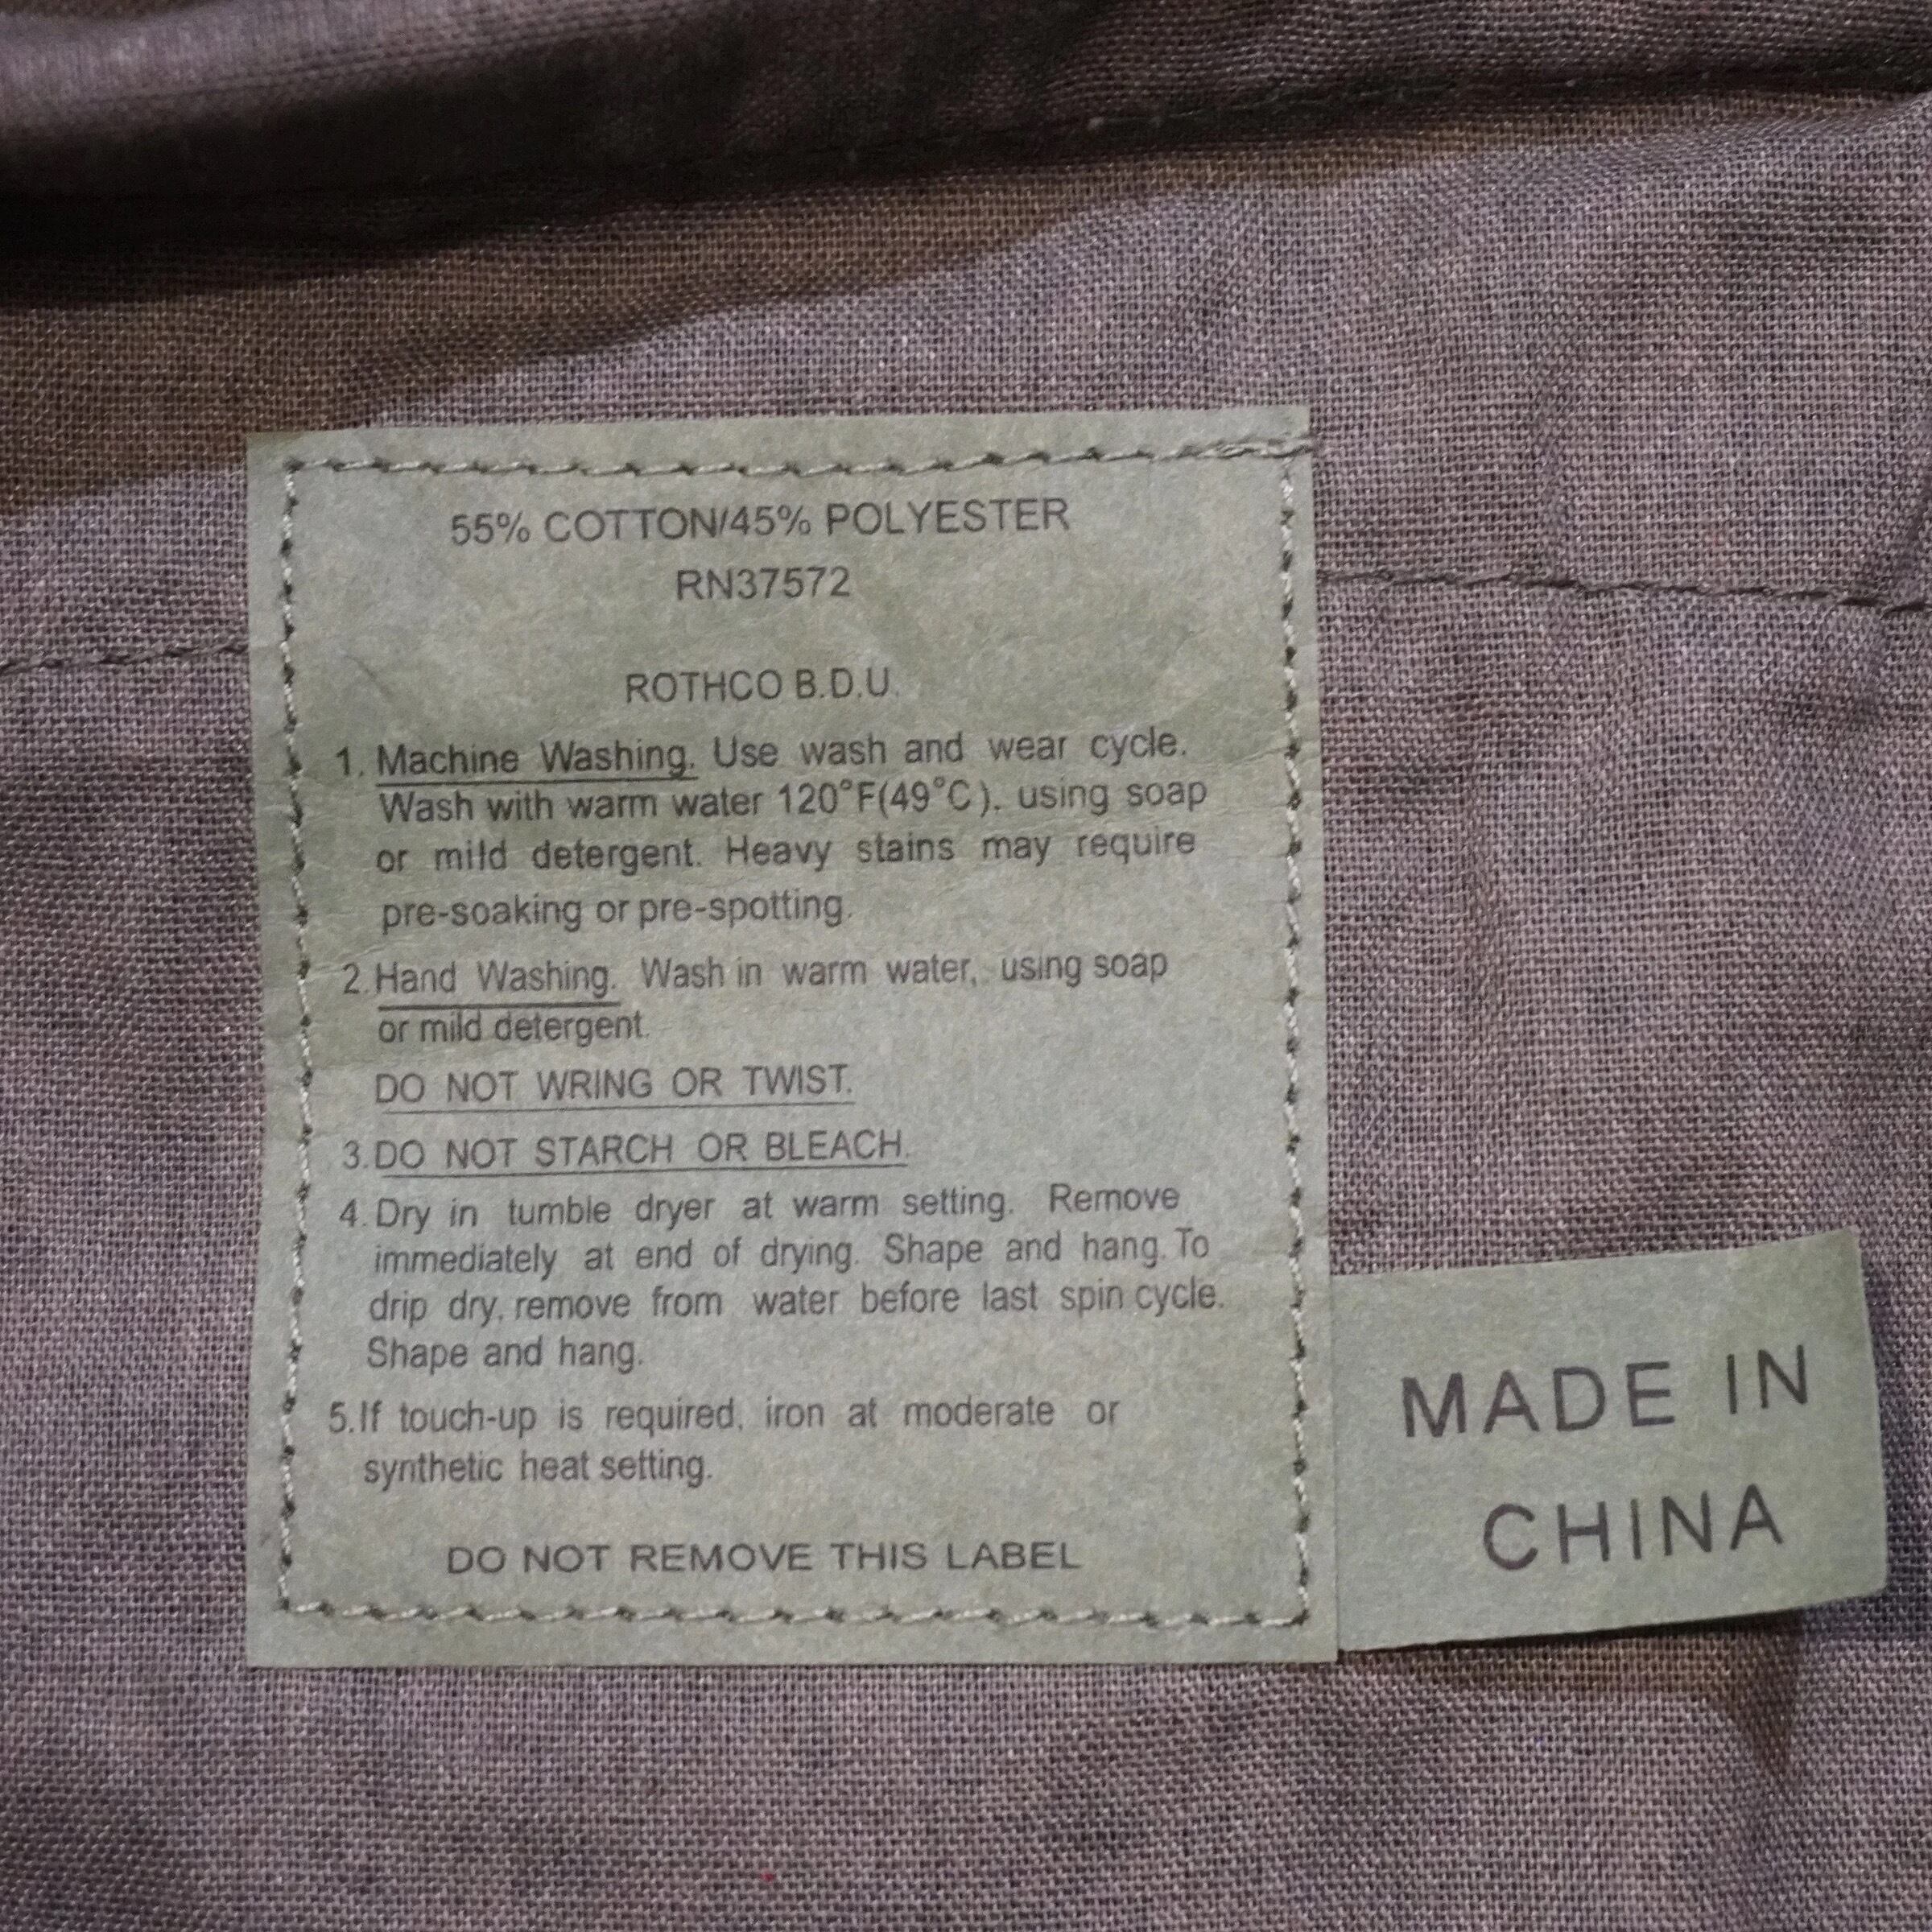 55% COTTON/45% POLYESTER
RN37572
ROTHCO B.D.U.
1. Machine Washing. Use wash and wear cycle.
Wash with warm water 120°F(49°C). using soap
or mild detergent. Heavy stains may require
pre-soaking or pre-spotting.
2. Hand Washing. Wash in warm water, using soap
or mild detergent.
DO NOT WRING OR TWIST.
3. DO NOT STARCH OR BLEACH.
4. Dry in tumble dryer at warm setting. Remove
immediately at end of drying. Shape and hang. To
drip dry, remove from water before last spin cycle.
Shape and hang.
5. If touch-up is required, iron at moderate or
synthetic heat setting.
DO NOT REMOVE THIS LABEL
MADE IN
CHINA